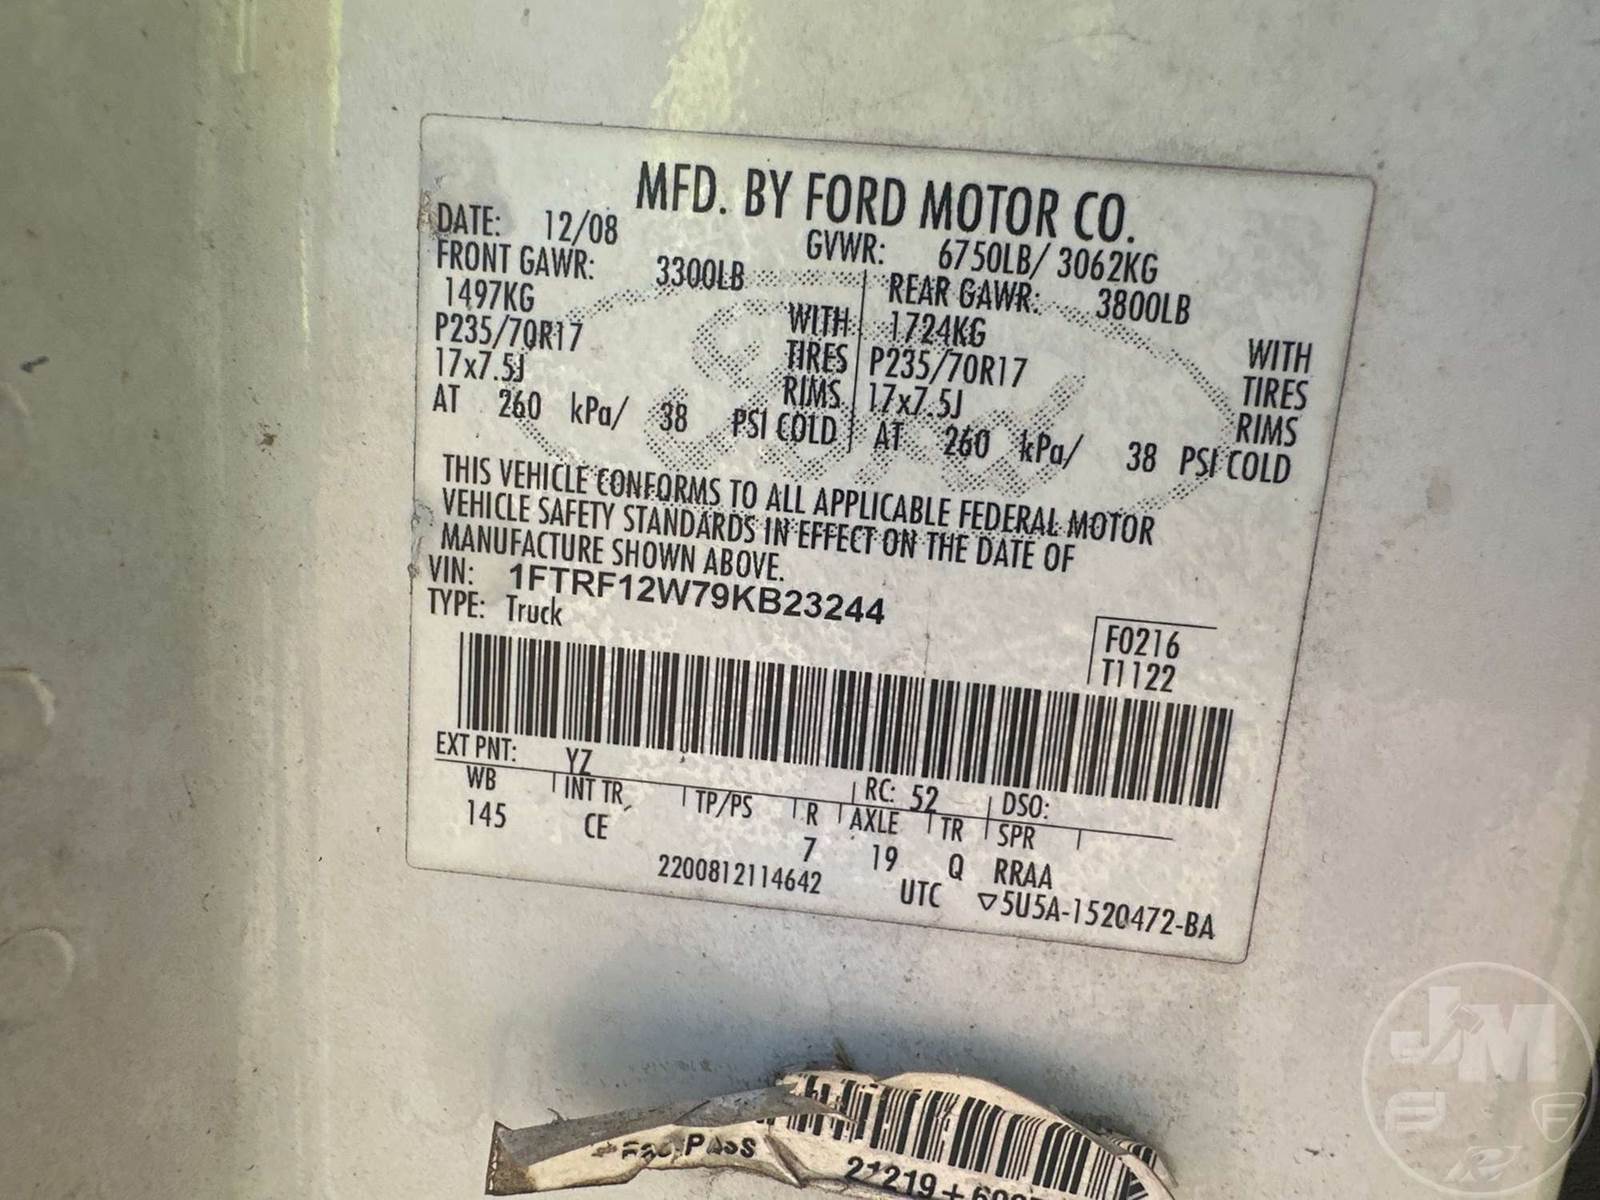 MFD. BY FORD MOTOR CO.
DATE: 12/08 GVWR: 6750LB/ 3062KG
FRONT GAWR: 3300LB REAR GAWR: 3800LB
1497KG WITH 1724KG WITH
P235/70R17 TIRES P235/70R17 TIRES
17x7.5J RIMS 17x7.5J RIMS
AT 260 kPa/ 38 PSI COLD AT 260 kPa/ 38 PSI COLD
THIS VEHICLE CONFORMS TO ALL APPLICABLE FEDERAL MOTOR
VEHICLE SAFETY STANDARDS IN EFFECT ON THE DATE OF
MANUFACTURE SHOWN ABOVE.
VIN: 1FTRF12W79KB23244
TYPE: Truck
F0216
T1122
EXT PNT: YZ RC: 52 DSO:
WB INT TR TP/PS R AXLE TR SPR
145 CE 7 19 Q RRAA
2200812114642 UTC ▽5U5A-1520472-BA
PASS
21219+
JM